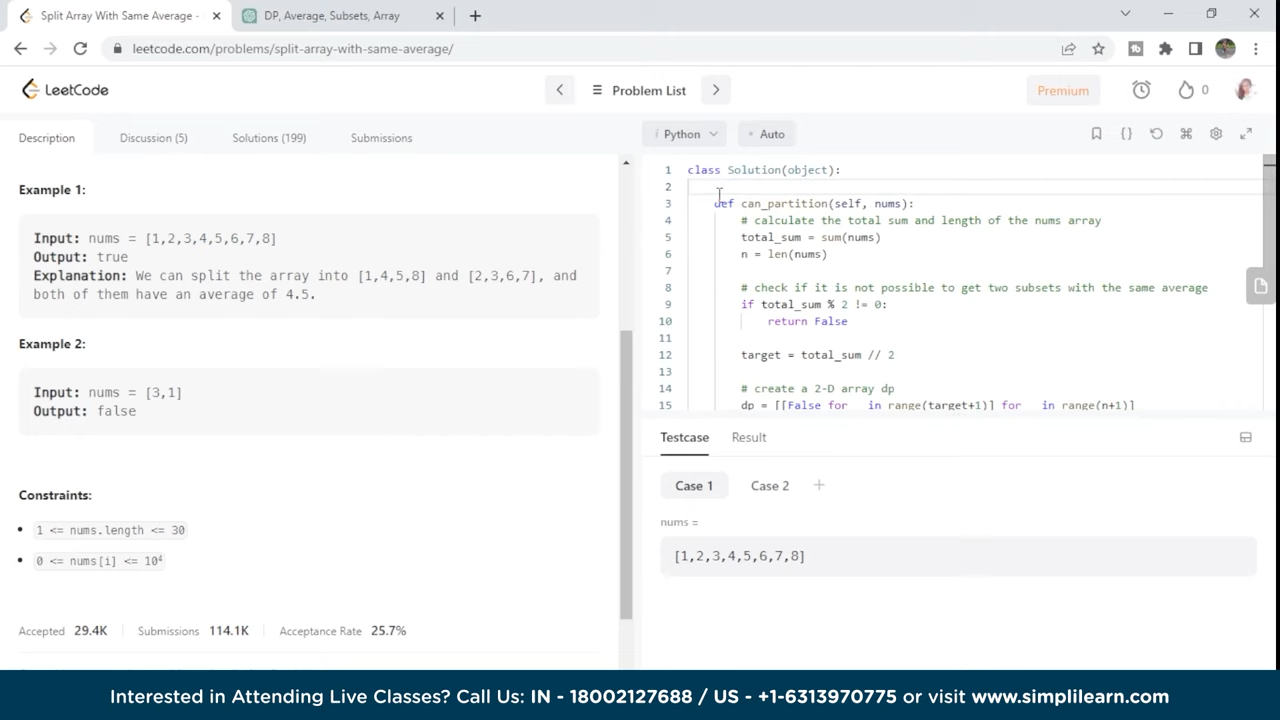 Split Array With Same Average -
DP, Average, Subsets, Array
leetcode.com/problems/split-array-with-same-average/
LeetCode
Problem List
Premium
0
Description
Discussion (5)
Solutions (199)
Submissions
i Python
Auto
Example 1:
Input: nums = [1,2,3,4,5,6,7,8]
Output: true
Explanation: We can split the array into [1,4,5,8] and [2,3,6,7], and
both of them have an average of 4.5.
Example 2:
Input: nums = [3,1]
Output: false
Constraints:
1 <= nums.length <= 30
0 <= nums[i] <= 10⁴
Accepted 29.4K
Submissions 114.1K
Acceptance Rate 25.7%
1 class Solution(object):
2
3 def can_partition(self, nums):
4 # calculate the total sum and length of the nums array
5 total_sum = sum(nums)
6 n = len(nums)
7
8 # check if it is not possible to get two subsets with the same average
9 if total_sum % 2 != 0:
10 return False
11
12 target = total_sum // 2
13
14 # create a 2-D array dp
15 dp = [[False for _ in range(target+1)] for _ in range(n+1)]
Testcase
Result
Case 1
Case 2
nums =
[1,2,3,4,5,6,7,8]
Interested in Attending Live Classes? Call Us: IN - 18002127688 / US - +1-6313970775 or visit www.simplilearn.com